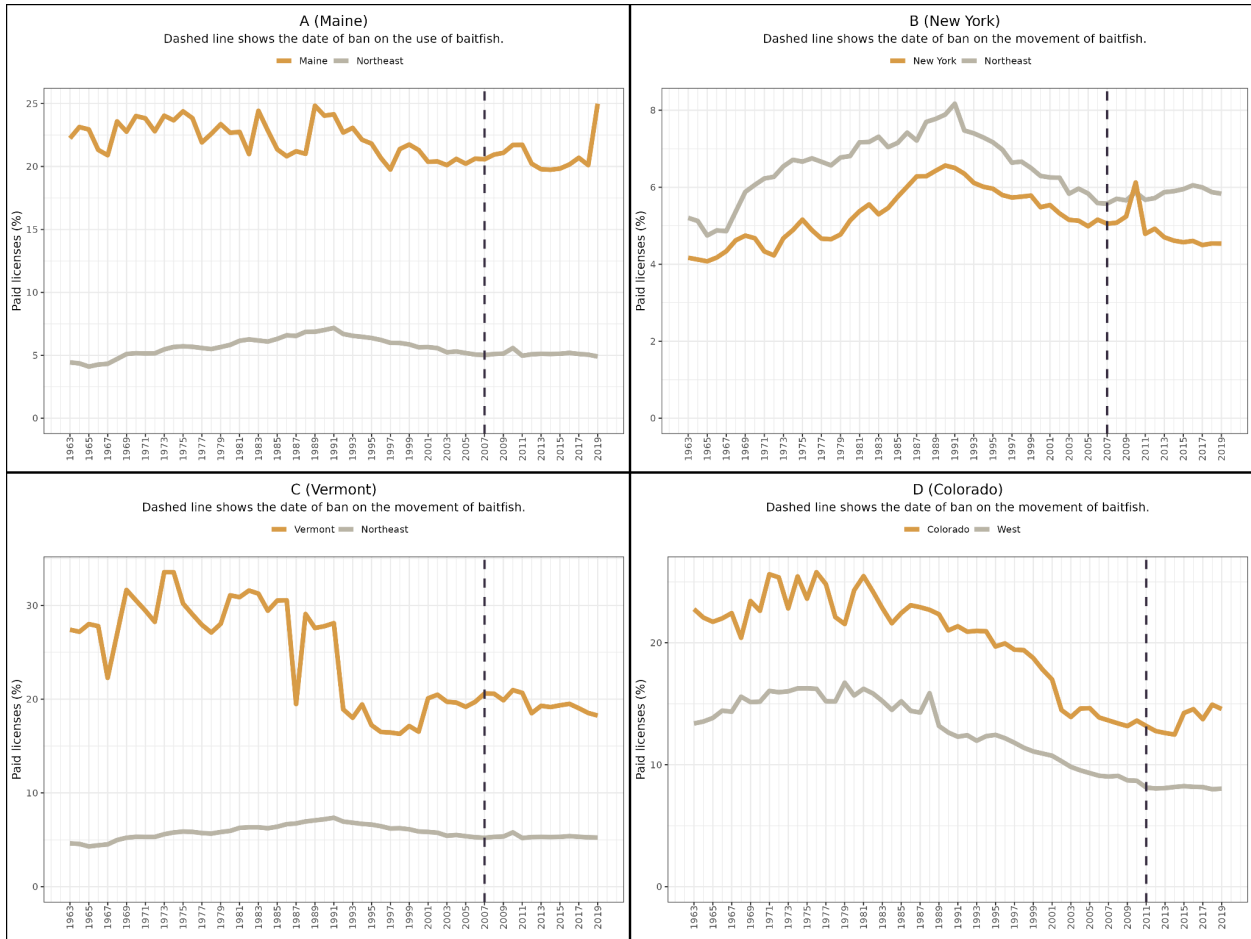 A (Maine)
Dashed line shows the date of ban on the use of baitfish.
Maine Northeast
Paid licenses (%)
25
20
15
10
5
0
1963 1965 1967 1969 1971 1973 1975 1977 1979 1981 1983 1985 1987 1989 1991 1993 1995 1997 1999 2001 2003 2005 2007 2009 2011 2013 2015 2017 2019
B (New York)
Dashed line shows the date of ban on the movement of baitfish.
New York Northeast
Paid licenses (%)
8
6
4
2
0
1963 1965 1967 1969 1971 1973 1975 1977 1979 1981 1983 1985 1987 1989 1991 1993 1995 1997 1999 2001 2003 2005 2007 2009 2011 2013 2015 2017 2019
C (Vermont)
Dashed line shows the date of ban on the movement of baitfish.
Vermont Northeast
Paid licenses (%)
30
20
10
0
1963 1965 1967 1969 1971 1973 1975 1977 1979 1981 1983 1985 1987 1989 1991 1993 1995 1997 1999 2001 2003 2005 2007 2009 2011 2013 2015 2017 2019
D (Colorado)
Dashed line shows the date of ban on the movement of baitfish.
Colorado West
Paid licenses (%)
20
10
0
1963 1965 1967 1969 1971 1973 1975 1977 1979 1981 1983 1985 1987 1989 1991 1993 1995 1997 1999 2001 2003 2005 2007 2009 2011 2013 2015 2017 2019